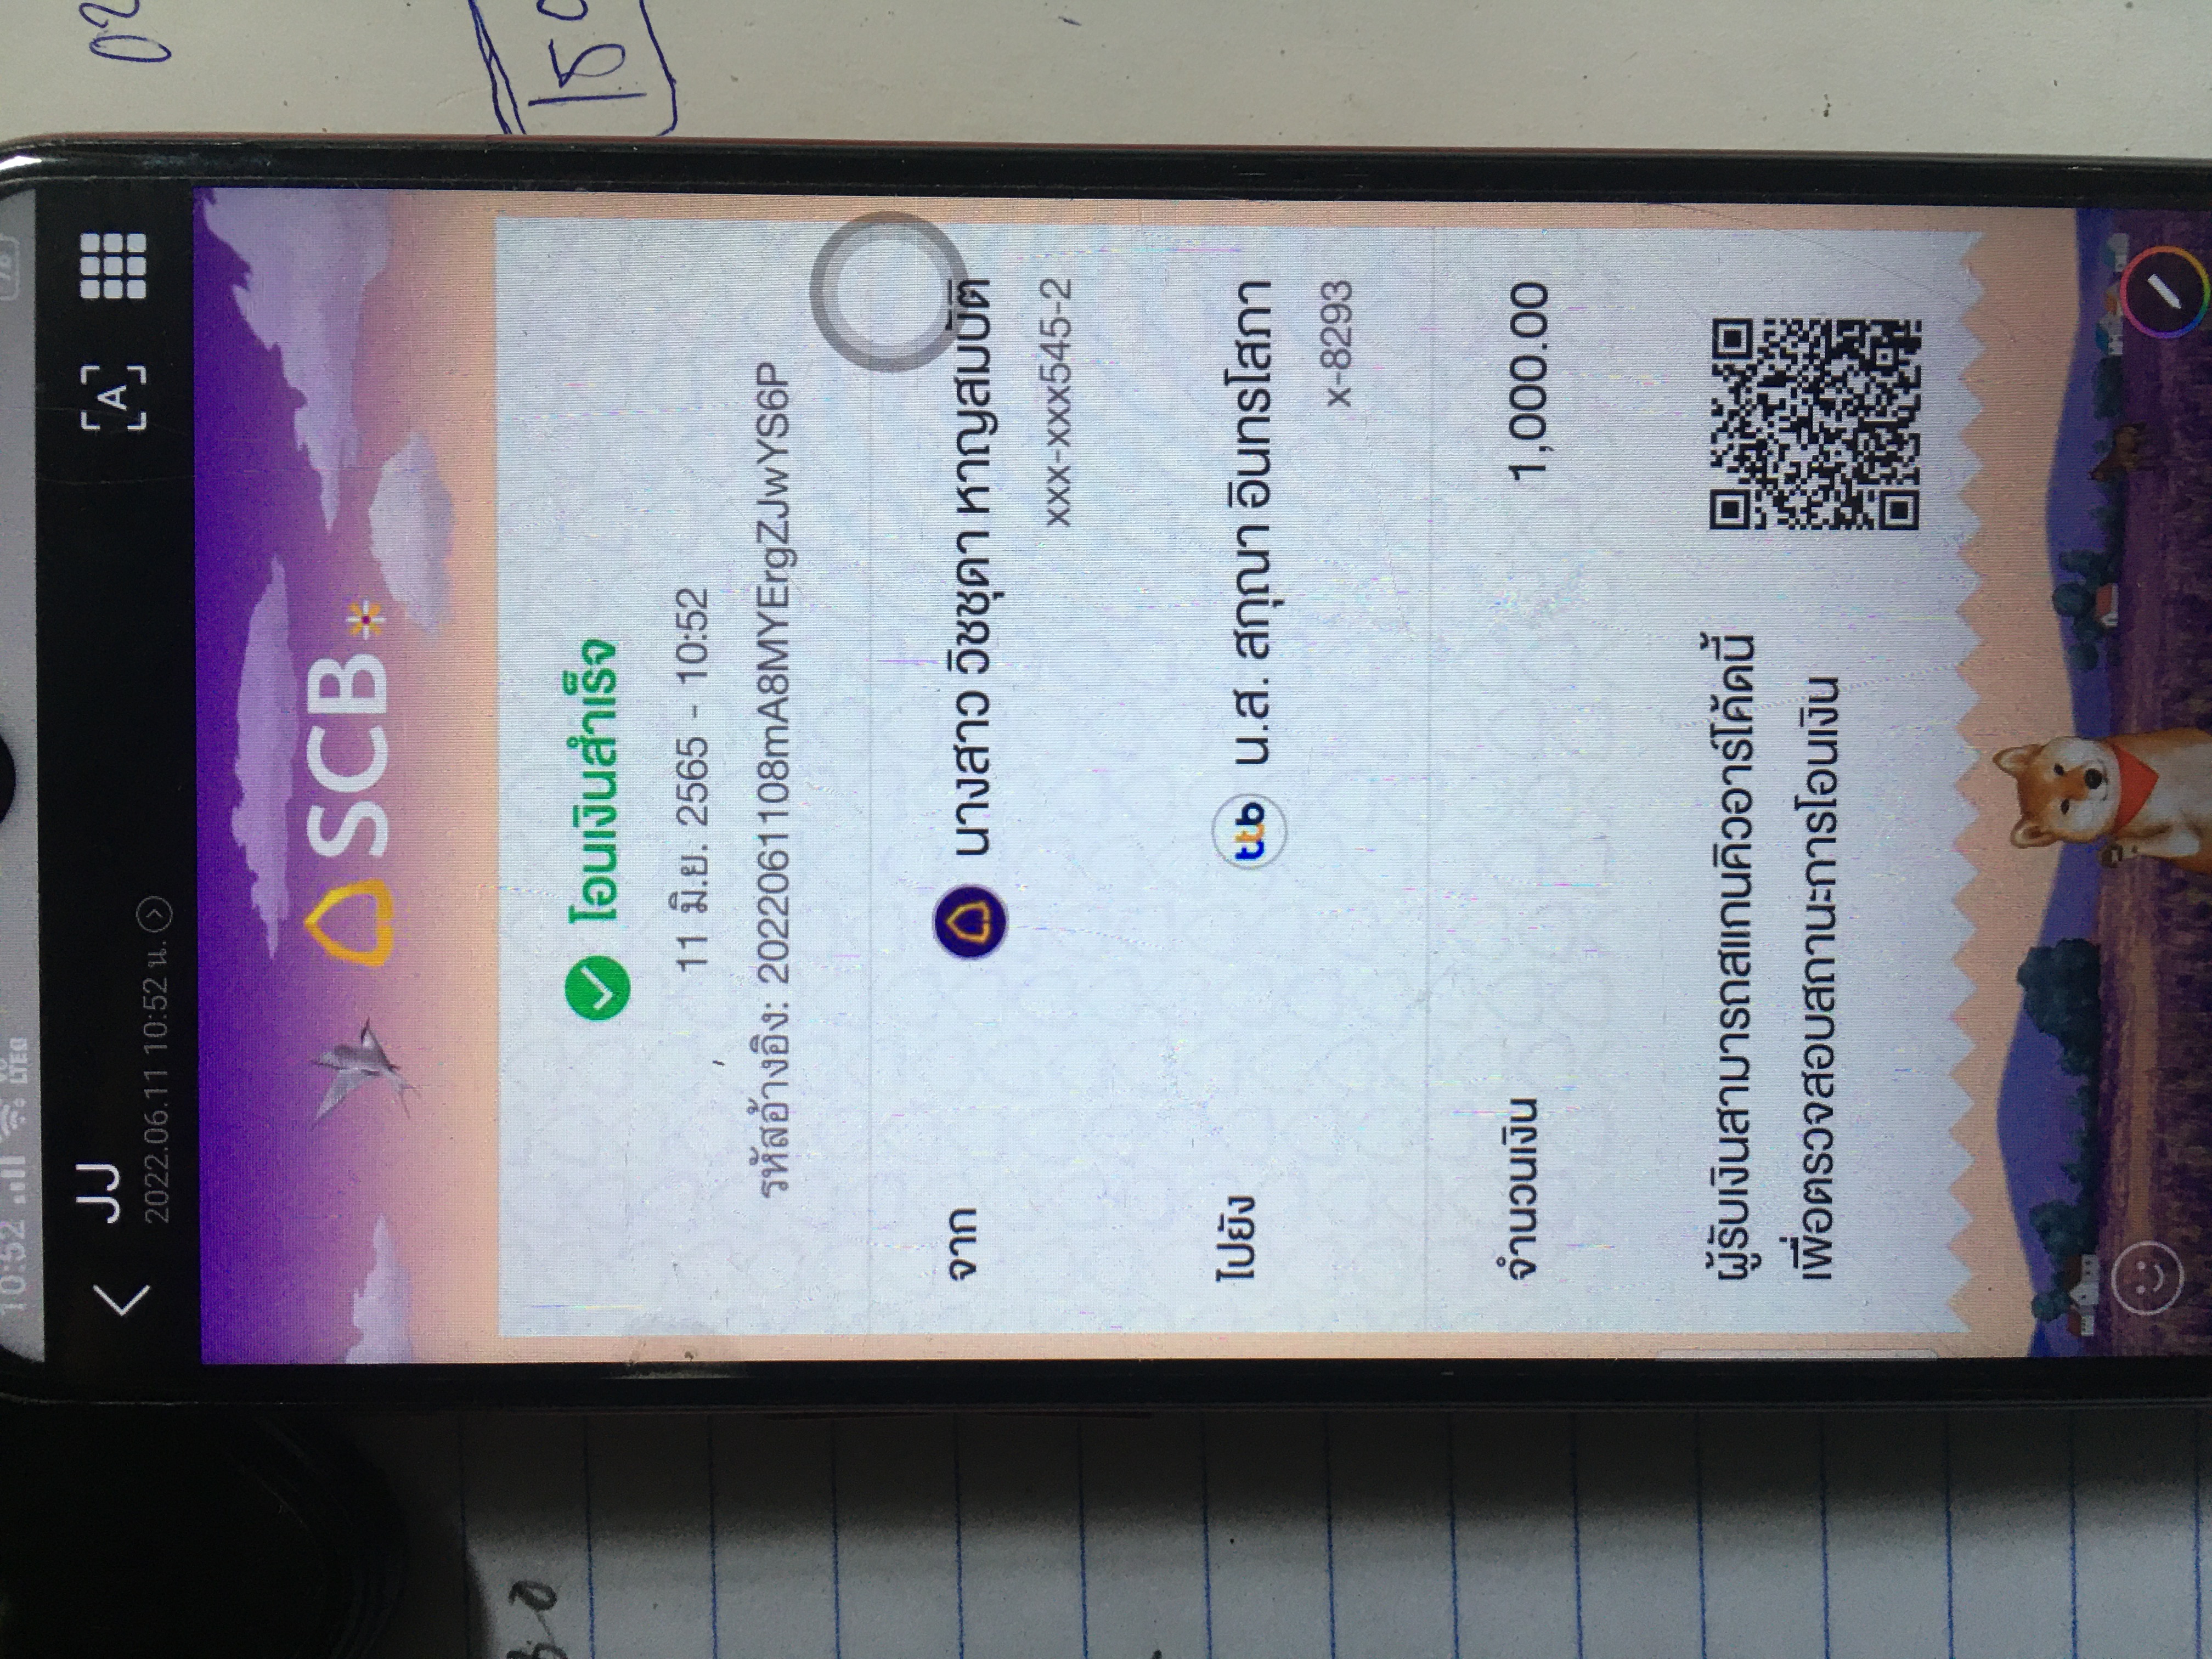 10:52
JJ
2022.06.11 10:52 น.
A
SCB
โอนเงินสำเร็จ
11 มิ.ย. 2565 - 10:52
รหัสอ้างอิง: 2022061108mA8MYErgZJwYS6P
จาก นางสาว วิชชุดา หาญสมบัติ
xxx-xxx545-2
ไปยัง ttb น.ส. สกุณา อินทรโสภา
x-8293
จำนวนเงิน 1,000.00
ผู้รับเงินสามารถสแกนคิวอาร์โค้ดนี้
เพื่อตรวจสอบสถานะการโอนเงิน